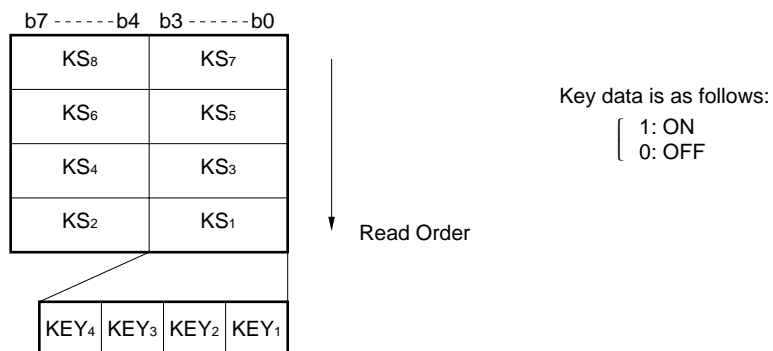 b7 ------b4 b3 ------b0
KS8 KS7
KS6 KS5
KS4 KS3
KS2 KS1
KEY4 KEY3 KEY2 KEY1
Read Order
Key data is as follows:
1: ON
0: OFF